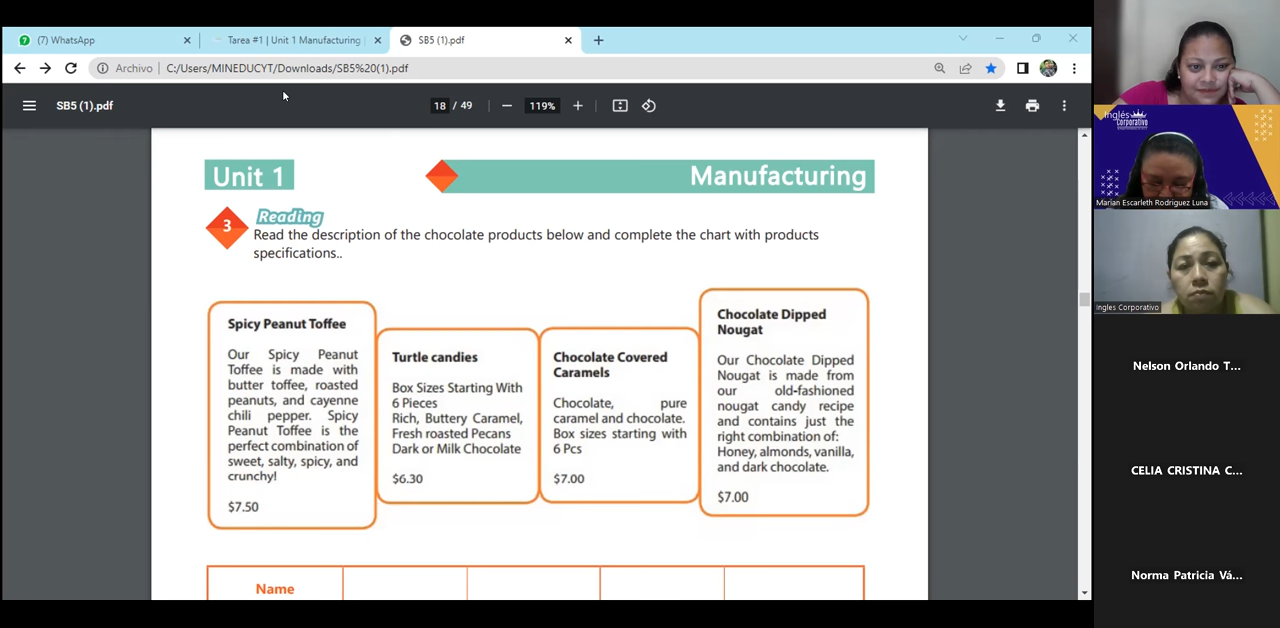 (7) WhatsApp
Tarea #1 | Unit 1 Manufacturing
SB5 (1).pdf
Archivo
C:/Users/MINEDUCYT/Downloads/SB5%20(1).pdf
SB5 (1).pdf
18 / 49
119%
Unit 1
Manufacturing
3
Reading
Read the description of the chocolate products below and complete the chart with products
specifications..
Spicy Peanut Toffee
Our Spicy Peanut
Toffee is made with
butter toffee, roasted
peanuts, and cayenne
chili pepper. Spicy
Peanut Toffee is the
perfect combination of
sweet, salty, spicy, and
crunchy!
$7.50
Turtle candies
Box Sizes Starting With
6 Pieces
Rich, Buttery Caramel,
Fresh roasted Pecans
Dark or Milk Chocolate
$6.30
Chocolate Covered
Caramels
Chocolate, pure
caramel and chocolate.
Box sizes starting with
6 Pcs
$7.00
Chocolate Dipped
Nougat
Our Chocolate Dipped
Nougat is made from
our old-fashioned
nougat candy recipe
and contains just the
right combination of:
Honey, almonds, vanilla,
and dark chocolate.
$7.00
Name
Inglés
Corporativo
Marian Escarleth Rodriguez Luna
Ingles Corporativo
Nelson Orlando T...
CELIA CRISTINA C...
Norma Patricia Vá...